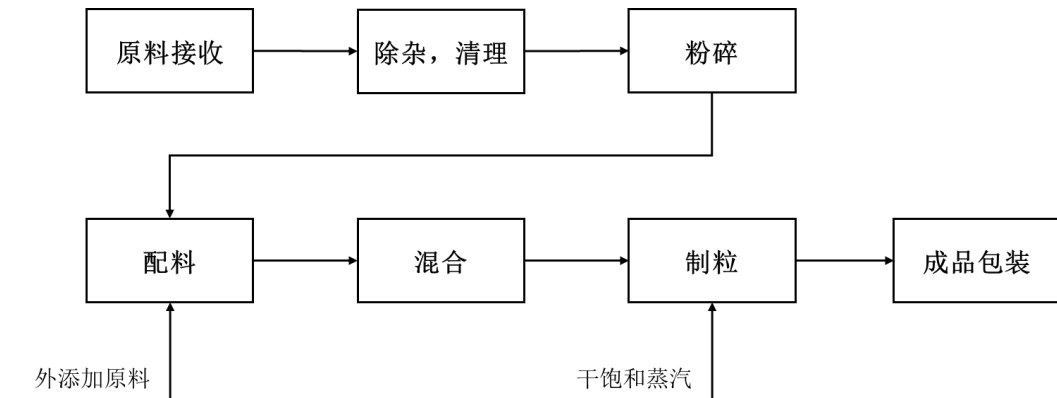 原料接收
除杂，清理
粉碎
配料
混合
制粒
成品包装
外添加原料
干饱和蒸汽